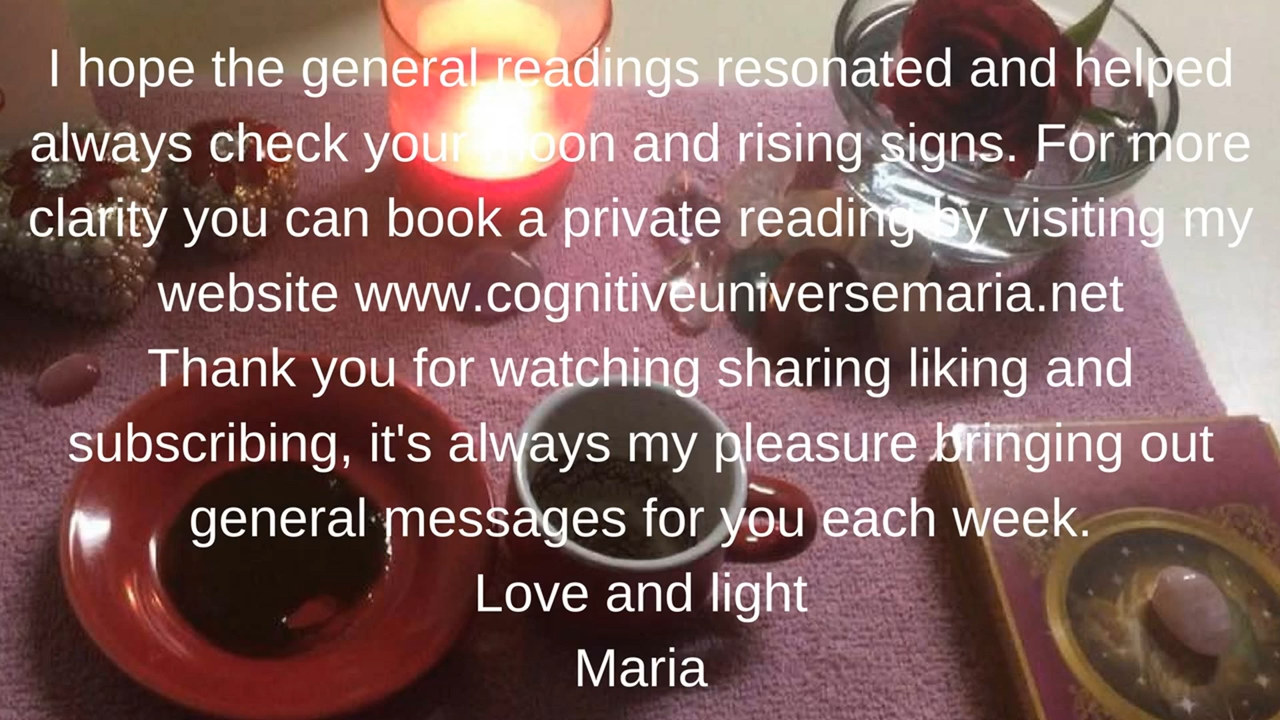 I hope the general readings resonated and helped
always check your moon and rising signs. For more
clarity you can book a private reading by visiting my
website www.cognitiveuniversemaria.net
Thank you for watching sharing liking and
subscribing, it's always my pleasure bringing out
general messages for you each week.
Love and light
Maria